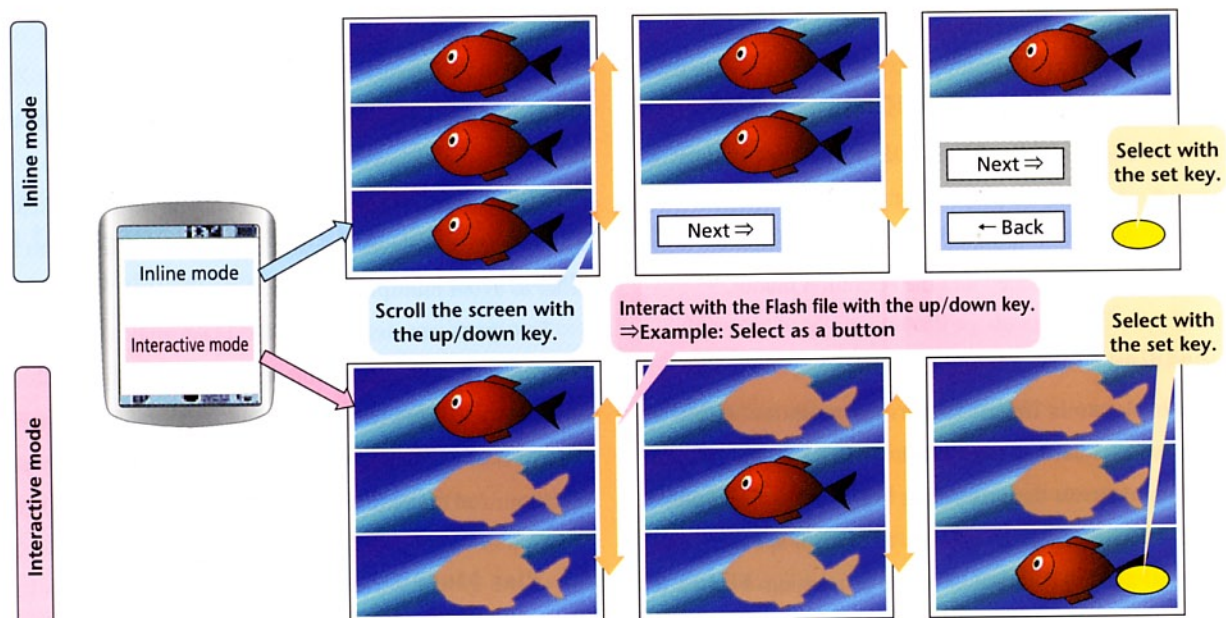 Inline mode
Next ⇒
Next ⇒
← Back
Select with
the set key.
Inline mode
Interactive mode
Scroll the screen with
the up/down key.
Interact with the Flash file with the up/down key.
⇒Example: Select as a button
Select with
the set key.
Interactive mode